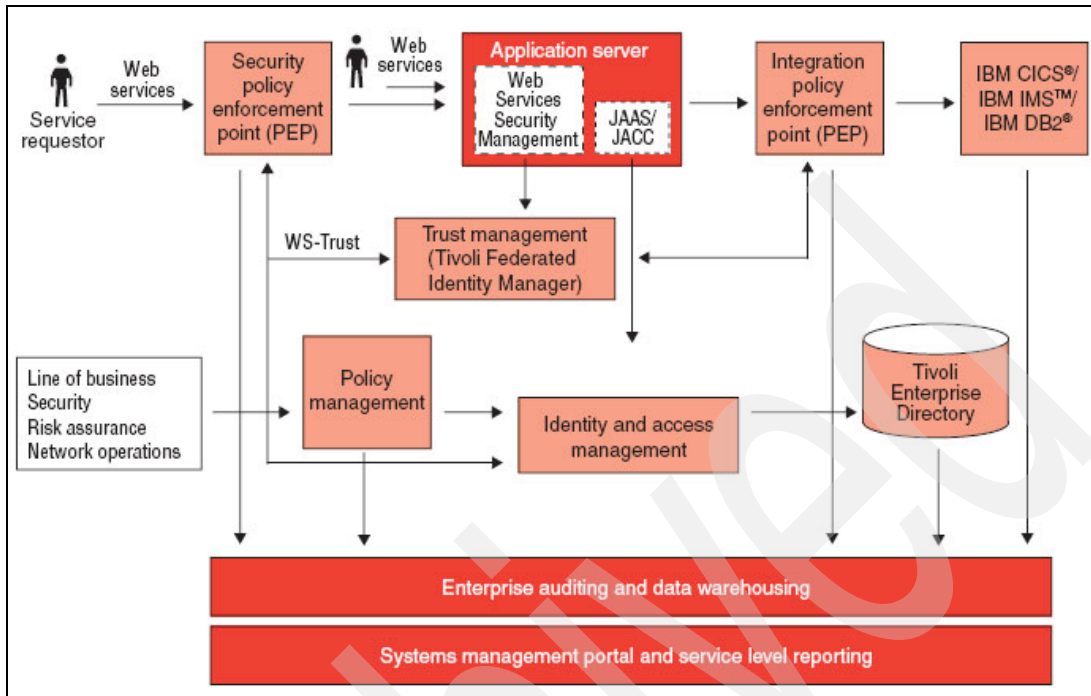 Service
requestor
Web
services
Security
policy
enforcement
point (PEP)
Web
services
Application server
Web
Services
Security
Management
JAAS/
JACC
Integration
policy
enforcement
point (PEP)
IBM CICS®/
IBM IMS™/
IBM DB2®
WS-Trust
Trust management
(Tivoli Federated
Identity Manager)
Line of business
Security
Risk assurance
Network operations
Policy
management
Identity and access
management
Tivoli
Enterprise
Directory
Enterprise auditing and data warehousing
Systems management portal and service level reporting